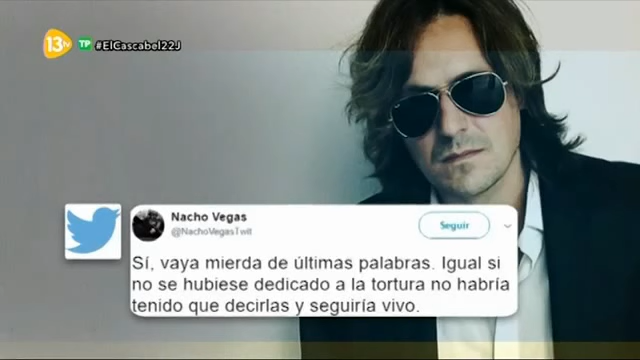 13tv TP #ElCascabel22J
Nacho Vegas
@NachoVegasTwit
Seguir
Sí, vaya mierda de últimas palabras. Igual si
no se hubiese dedicado a la tortura no habría
tenido que decirlas y seguiría vivo.